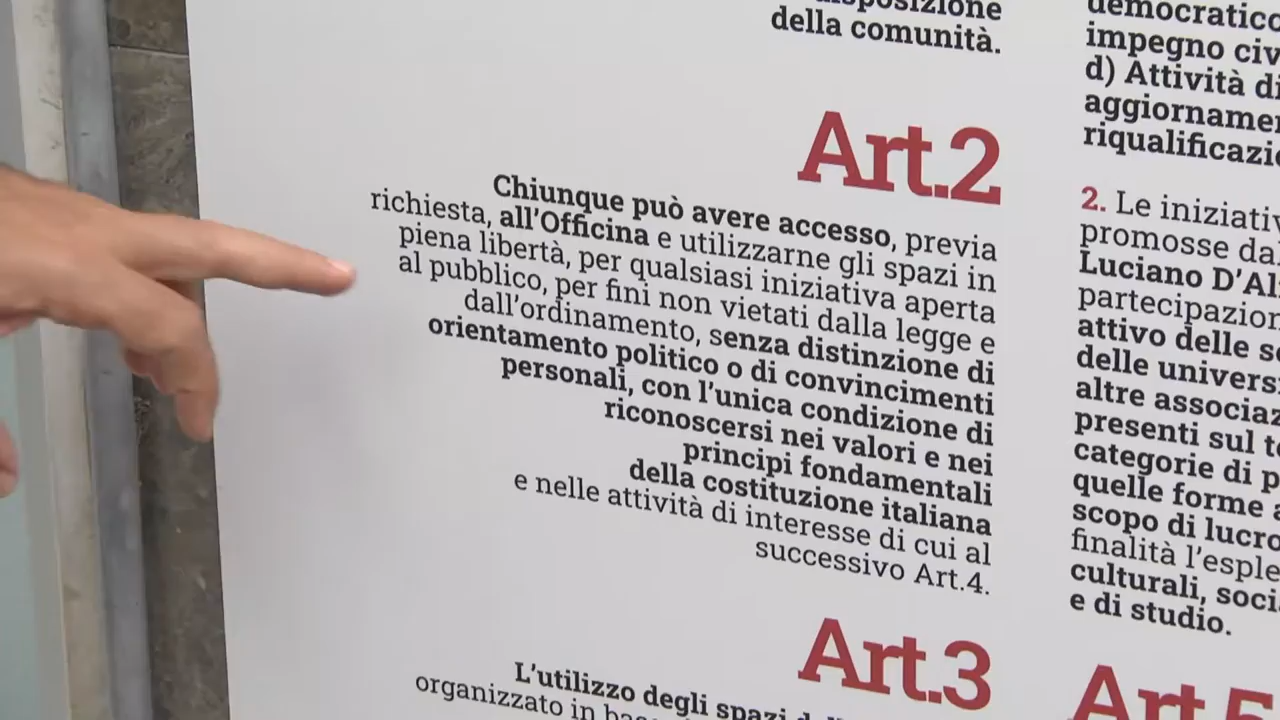 disposizione
della comunità.
Art.2
Chiunque può avere accesso, previa
richiesta, all'Officina e utilizzarne gli spazi in
piena libertà, per qualsiasi iniziativa aperta
al pubblico, per fini non vietati dalla legge e
dall'ordinamento, senza distinzione di
orientamento politico o di convincimenti
personali, con l'unica condizione di
riconoscersi nei valori e nei
principi fondamentali
della costituzione italiana
e nelle attività di interesse di cui al
successivo Art.4.
Art.3
L'utilizzo degli spazi
organizzato in
democratico
impegno civ
d) Attività di
aggiornamen
riqualificazio
2. Le iniziativ
promosse da
Luciano D'Al
partecipazion
attivo delle s
delle universi
altre associaz
presenti sul t
categorie di p
quelle forme a
scopo di lucro
finalità l'esple
culturali, soci
e di studio.
Art.5